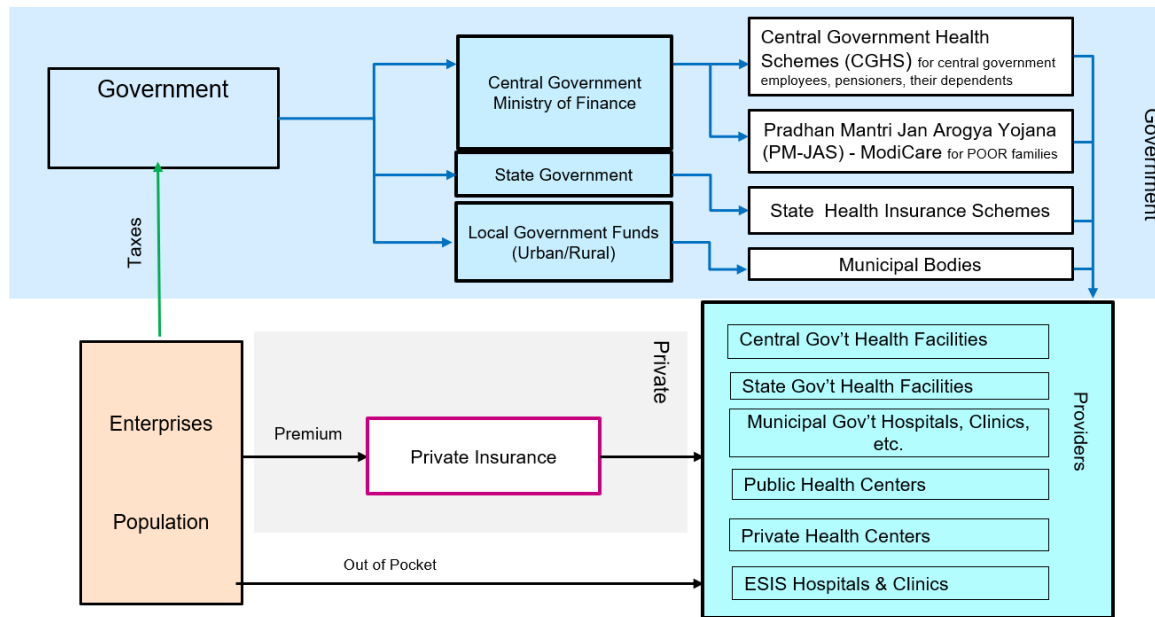 Government
Central Government
Ministry of Finance
State Government
Local Government Funds
(Urban/Rural)
Central Government Health
Schemes (CGHS) for central government
employees, pensioners, their dependents
Pradhan Mantri Jan Arogya Yojana
(PM-JAS) - ModiCare for POOR families
State Health Insurance Schemes
Municipal Bodies
Government
Taxes
Enterprises
Population
Premium
Private Insurance
Private
Out of Pocket
Central Gov't Health Facilities
State Gov't Health Facilities
Municipal Gov't Hospitals, Clinics,
etc.
Public Health Centers
Private Health Centers
ESIS Hospitals & Clinics
Providers